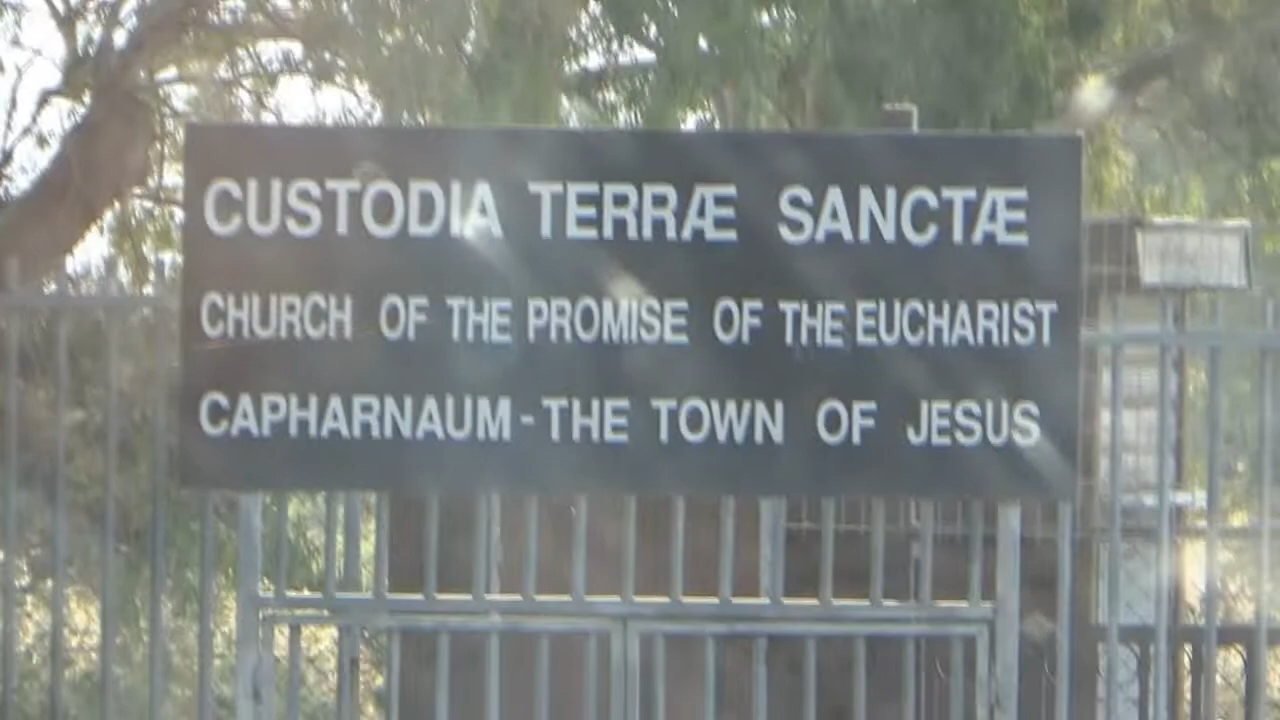 CUSTODIA TERRÆ SANCTÆ
CHURCH OF THE PROMISE OF THE EUCHARIST
CAPHARNAUM - THE TOWN OF JESUS